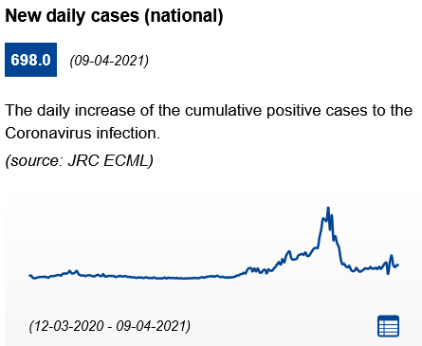 New daily cases (national)
698.0 (09-04-2021)
The daily increase of the cumulative positive cases to the
Coronavirus infection.
(source: JRC ECML)
(12-03-2020 - 09-04-2021)